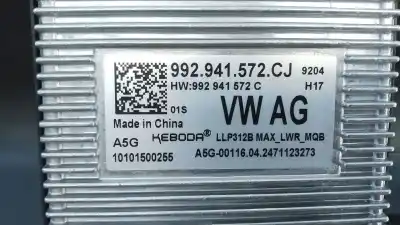 992.941.572.CJ 9204
HW:992 941 572 C H17
01S
VW AG
Made in China
A5G KEBODA® LLP312B MAX_LWR_MQB
10101500255 A5G-00116.04.2471123273